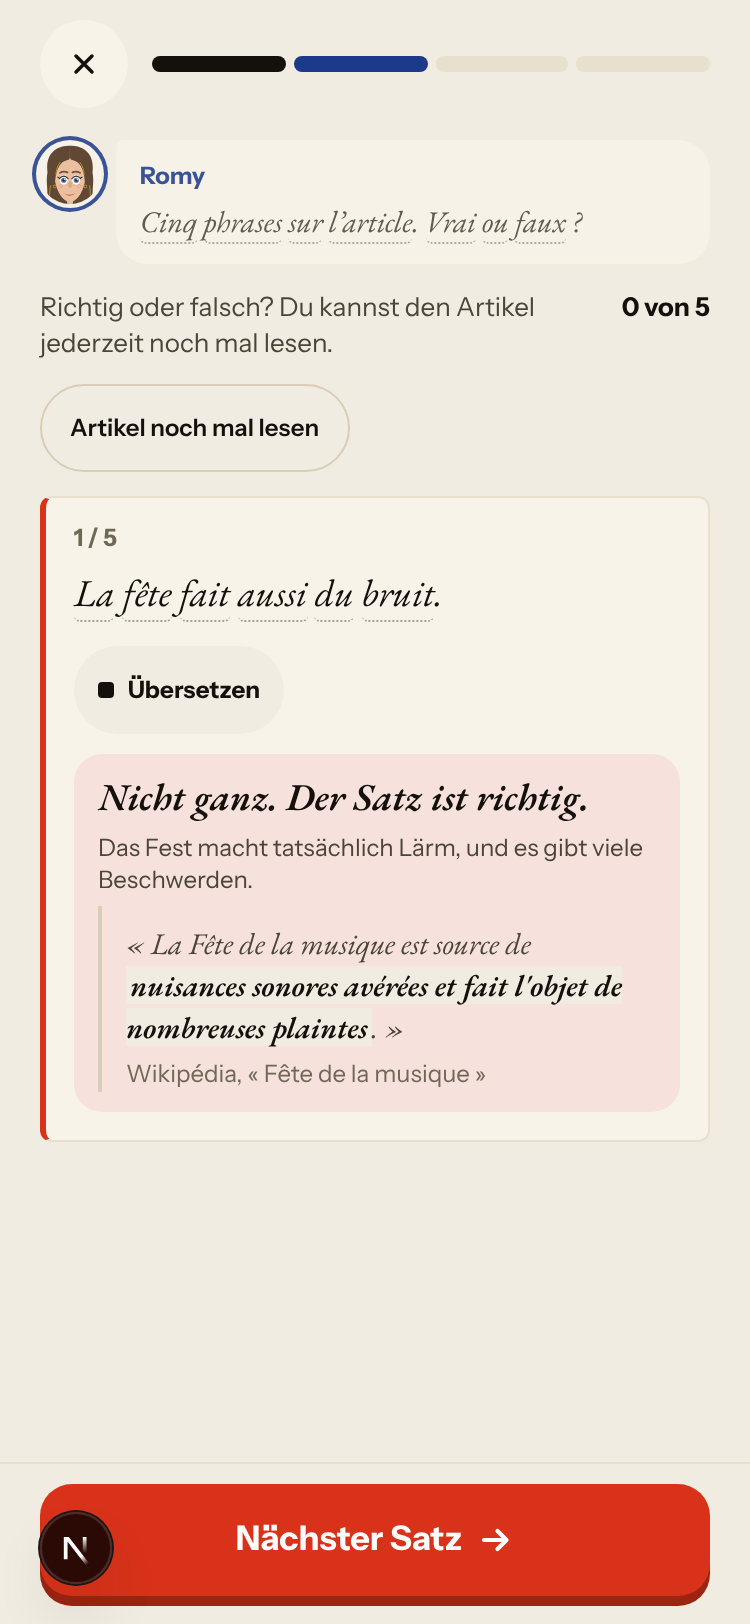 Romy
Cinq phrases sur l’article. Vrai ou faux ?
Richtig oder falsch? Du kannst den Artikel
jederzeit noch mal lesen.
0 von 5
Artikel noch mal lesen
1 / 5
La fête fait aussi du bruit.
Übersetzen
Nicht ganz. Der Satz ist richtig.
Das Fest macht tatsächlich Lärm, und es gibt viele
Beschwerden.
« La Fête de la musique est source de
nuisances sonores avérées et fait l'objet de
nombreuses plaintes. »
Wikipédia, « Fête de la musique »
Nächster Satz →
N